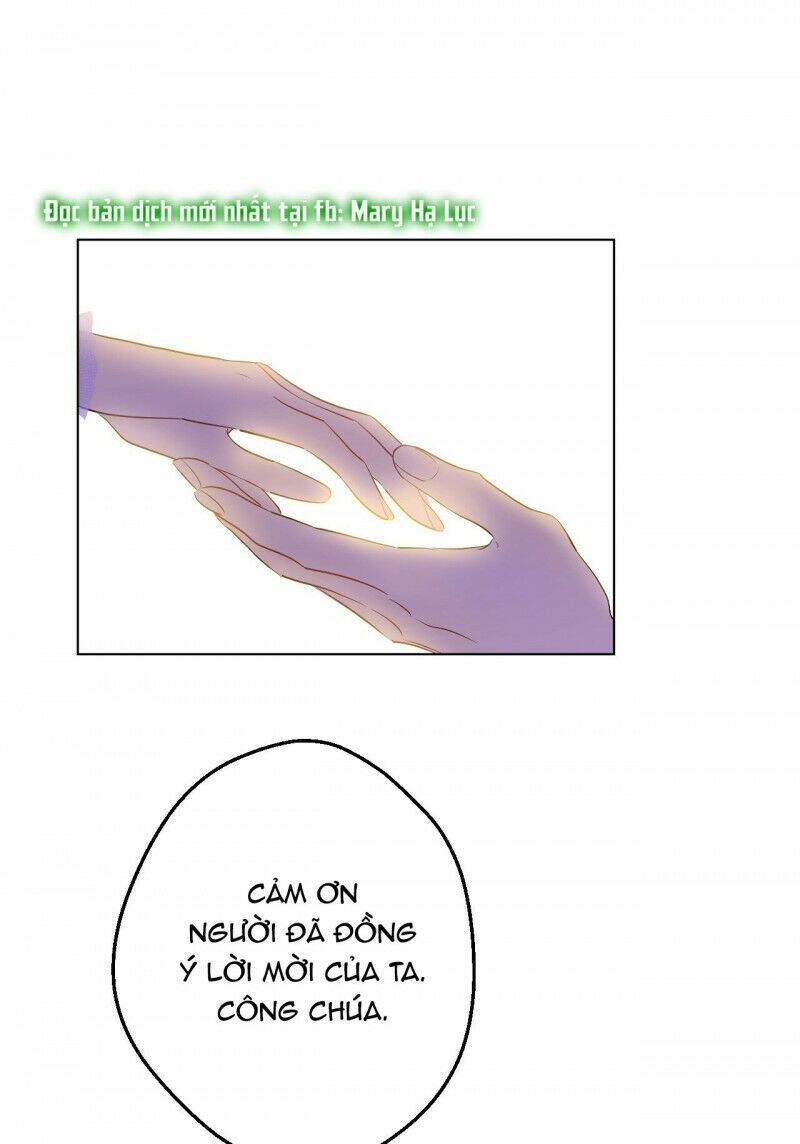 Đọc bản dịch mới nhất tại fb: Mary Hạ Lục
CẢM ƠN
NGƯỜI ĐÃ ĐỒNG
Ý LỜI MỜI CỦA TA.
CÔNG CHÚA.